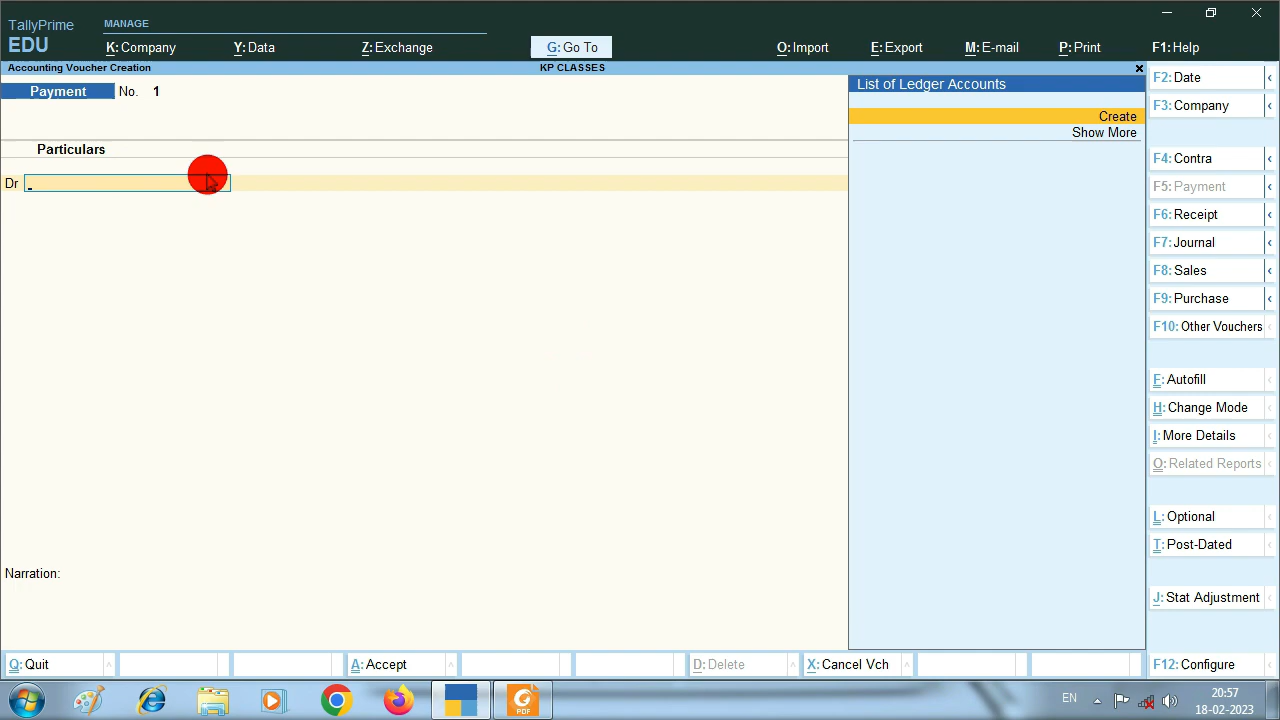 TallyPrime
EDU
MANAGE
K: Company
Y: Data
Z: Exchange
G: Go To
O: Import
E: Export
M: E-mail
P: Print
F1: Help
Accounting Voucher Creation
KP CLASSES
Payment No. 1
Particulars
Dr
Narration:
List of Ledger Accounts
Create
Show More
F2: Date
F3: Company
F4: Contra
F5: Payment
F6: Receipt
F7: Journal
F8: Sales
F9: Purchase
F10: Other Vouchers
F: Autofill
H: Change Mode
I: More Details
O: Related Reports
L: Optional
T: Post-Dated
J: Stat Adjustment
Q: Quit
A: Accept
D: Delete
X: Cancel Vch
F12: Configure
PDF
EN
20:57
18-02-2023